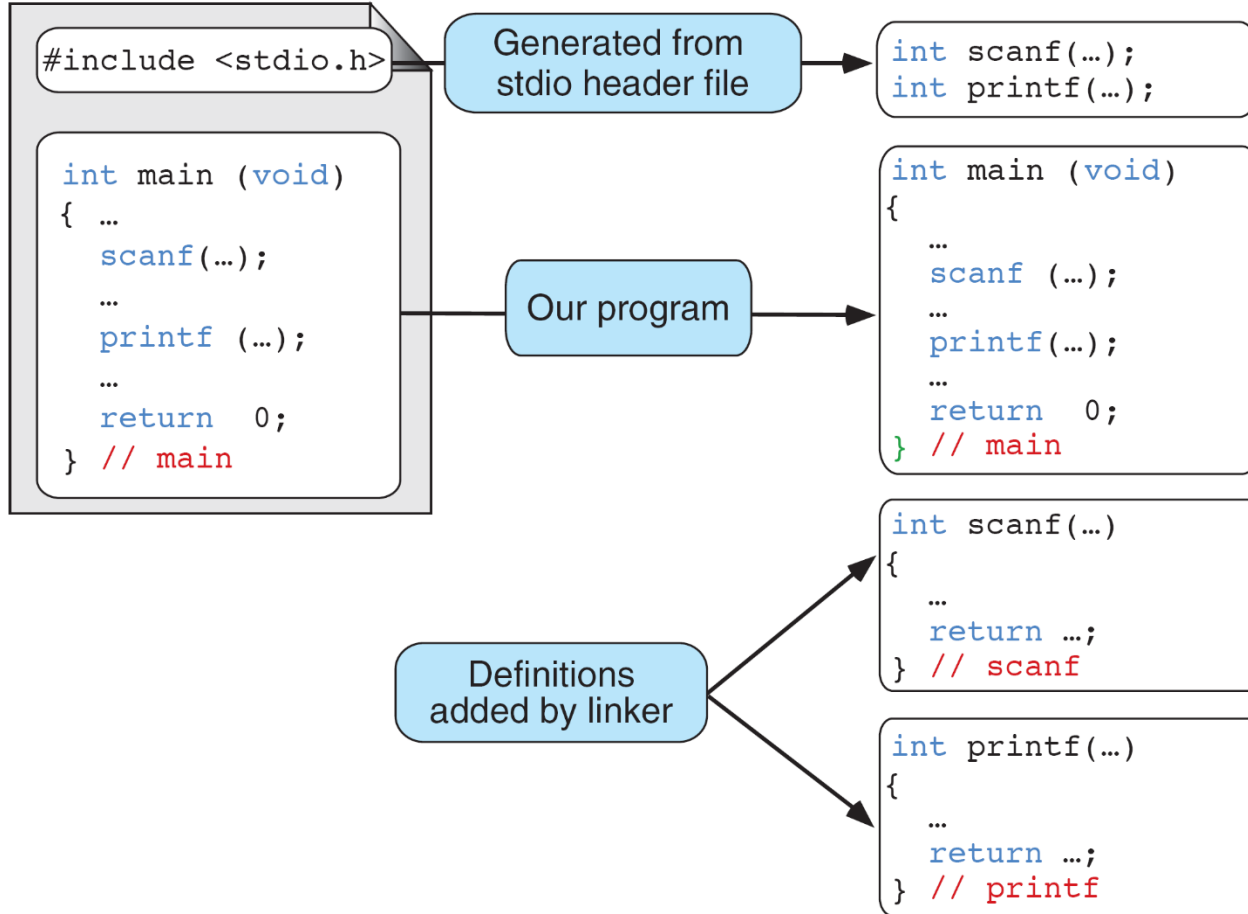 #include <stdio.h>
Generated from
stdio header file
int scanf(…);
int printf(…);
int main (void)
{ …
scanf(…);
…
printf (…);
…
return 0;
} // main
Our program
int main (void)
{
…
scanf (…);
…
printf(…);
…
return 0;
} // main
Definitions
added by linker
int scanf(…)
{
…
return …;
} // scanf
int printf(…)
{
…
return …;
} // printf